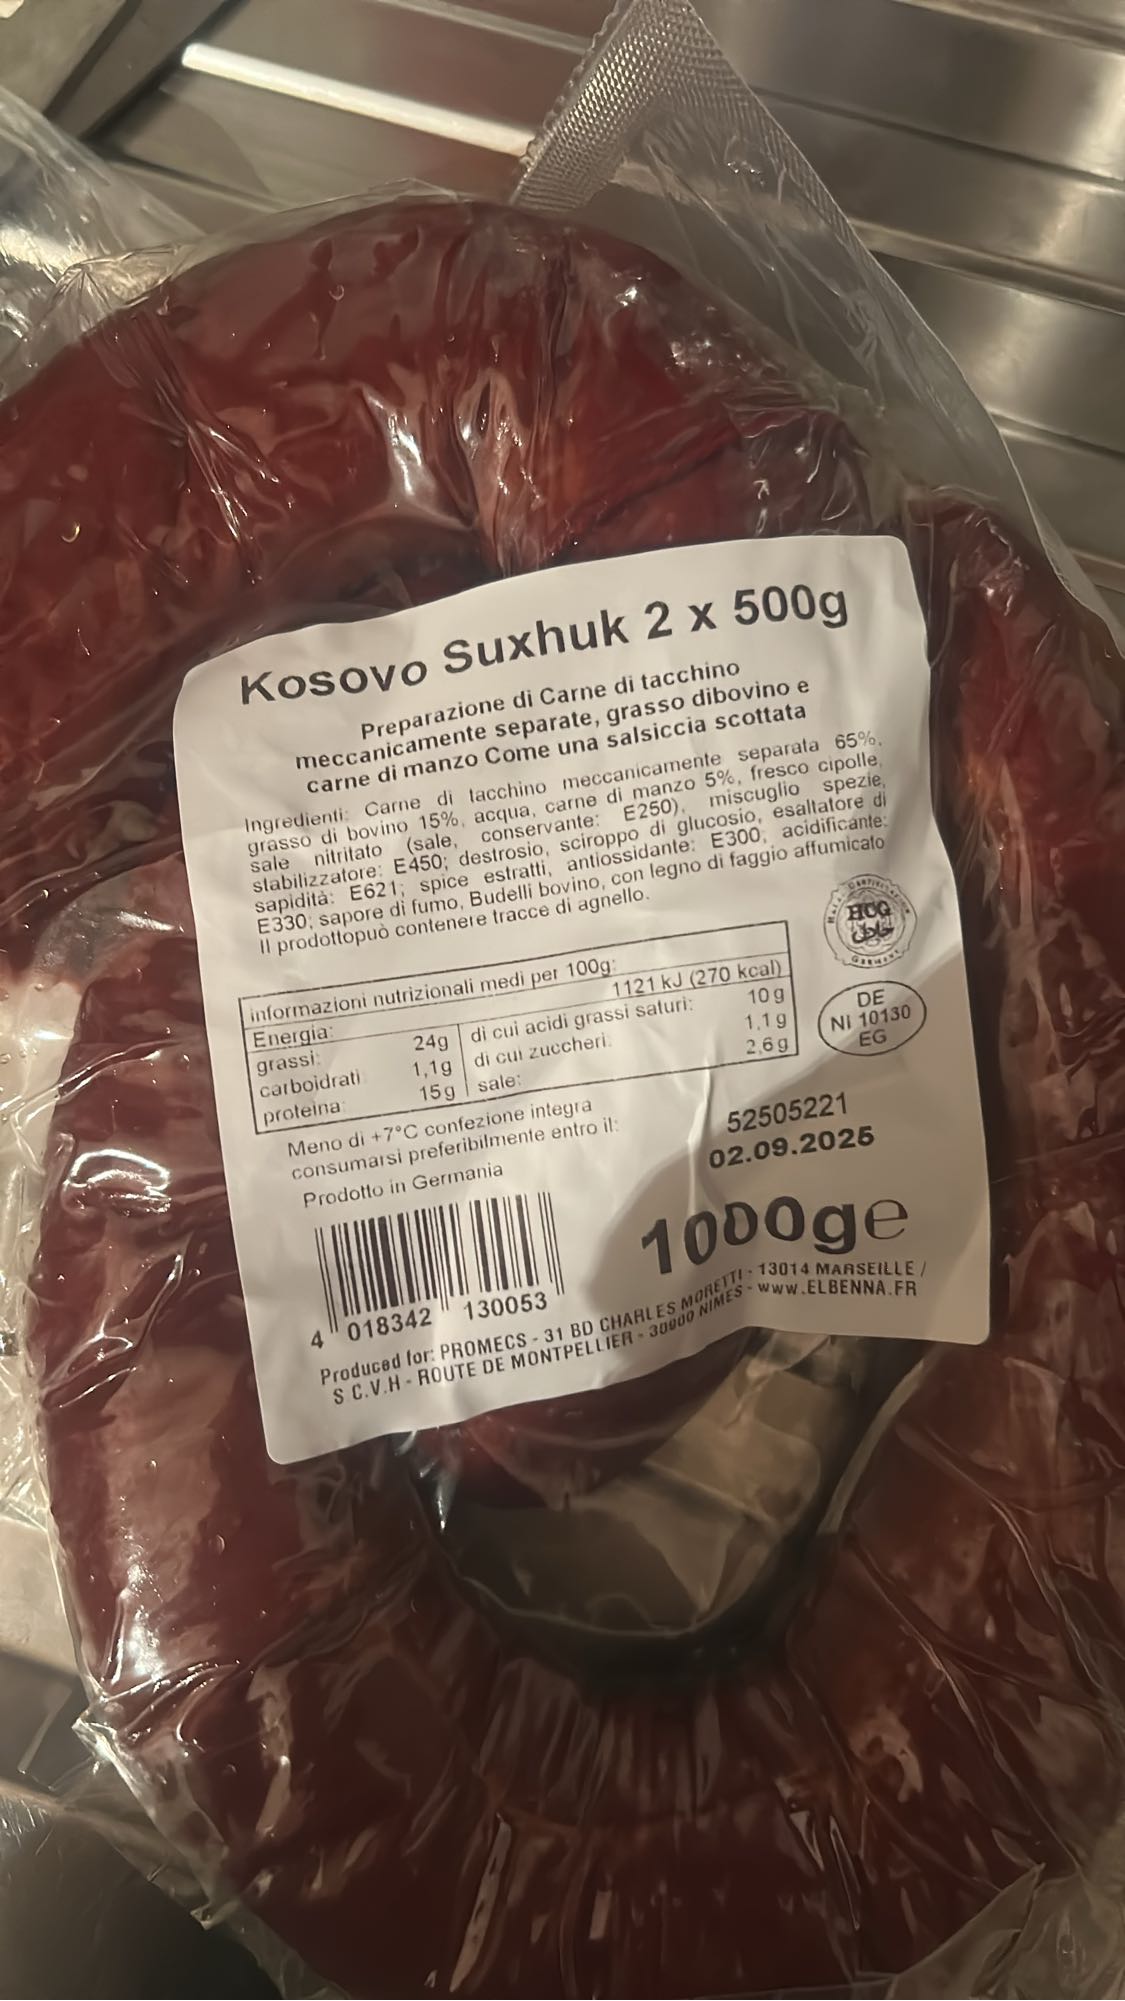 Kosovo Suxhuk 2 x 500g
Preparazione di Carne di tacchino
meccanicamente separate, grasso dibovino e
carne di manzo Come una salsiccia scottata
Ingredienti: Carne di tacchino meccanicamente separata 65%,
grasso di bovino 15%, acqua, carne di manzo 5%, fresco cipolle,
sale nitritato (sale, conservante: E250), miscuglio spezie,
stabilizzatore: E450; destrosio, sciroppo di glucosio, esaltatore di
sapidità: E621; spice estratti, antiossidante: E300, acidificante:
E330; sapore di fumo, Budelli bovino, con legno di faggio affumicato
Il prodottopuò contenere tracce di agnello.
HCG
حلال
GERMANY
informazioni nutrizionali medi per 100g:
Energia: 1121 kJ (270 kcal)
grassi: 24g di cui acidi grassi saturi: 10 g
carboidrati 1,1g di cui zuccheri: 1,1 g
proteina: 15g sale: 2,6 g
DE
NI 10130
EG
Meno di +7°C confezione integra
consumarsi preferibilmente entro il:
Prodotto in Germania
52505221
02.09.2025
1000ge
4 018342 130053
Produced for: PROMECS - 31 BD CHARLES MORETTI - 13014 MARSEILLE /
S C.V.H - ROUTE DE MONTPELLIER - 30900 NIMES - www.ELBENNA.FR